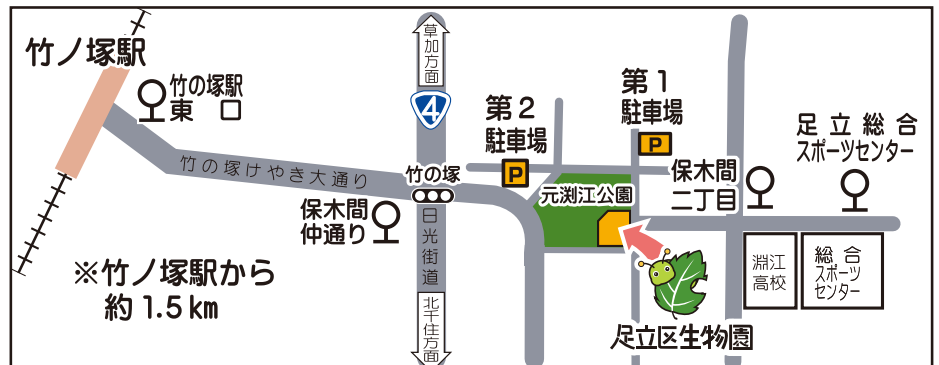 竹ノ塚駅
竹の塚駅
東口
竹の塚けやき大通り
保木間
仲通り
※竹ノ塚駅から
約1.5km
草加方面
4
竹の塚
日光街道
北千住方面
第2
駐車場
P
第1
駐車場
P
元渕江公園
保木間
二丁目
足立総合
スポーツセンター
淵江
高校
総合
スポーツ
センター
足立区生物園